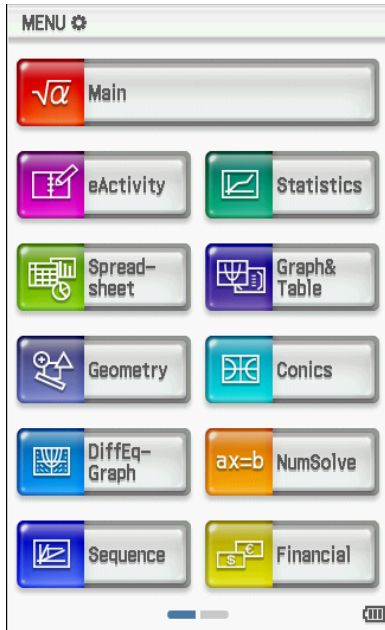 MENU
√α Main
eActivity
Statistics
Spread-
sheet
Graph&
Table
Geometry
Conics
DiffEq-
Graph
ax=b NumSolve
Sequence
$ € Financial